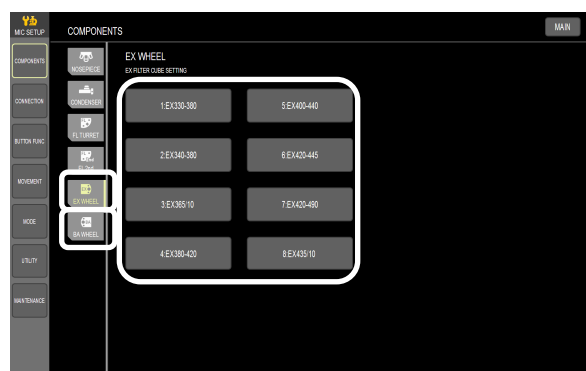 MIC SETUP
COMPONENTS
MAIN
COMPONENTS
CONNECTION
BUTTON FUNC
MOVEMENT
MODE
UTILITY
MAINTENANCE
NOSEPIECE
CONDENSER
FL TURRET
EX WHEEL
BA WHEEL
EX WHEEL
EX FILTER CUBE SETTING
1:EX330-380
5:EX400-440
2:EX340-380
6:EX420-445
3:EX365/10
7:EX420-490
4:EX380-420
8:EX435/10